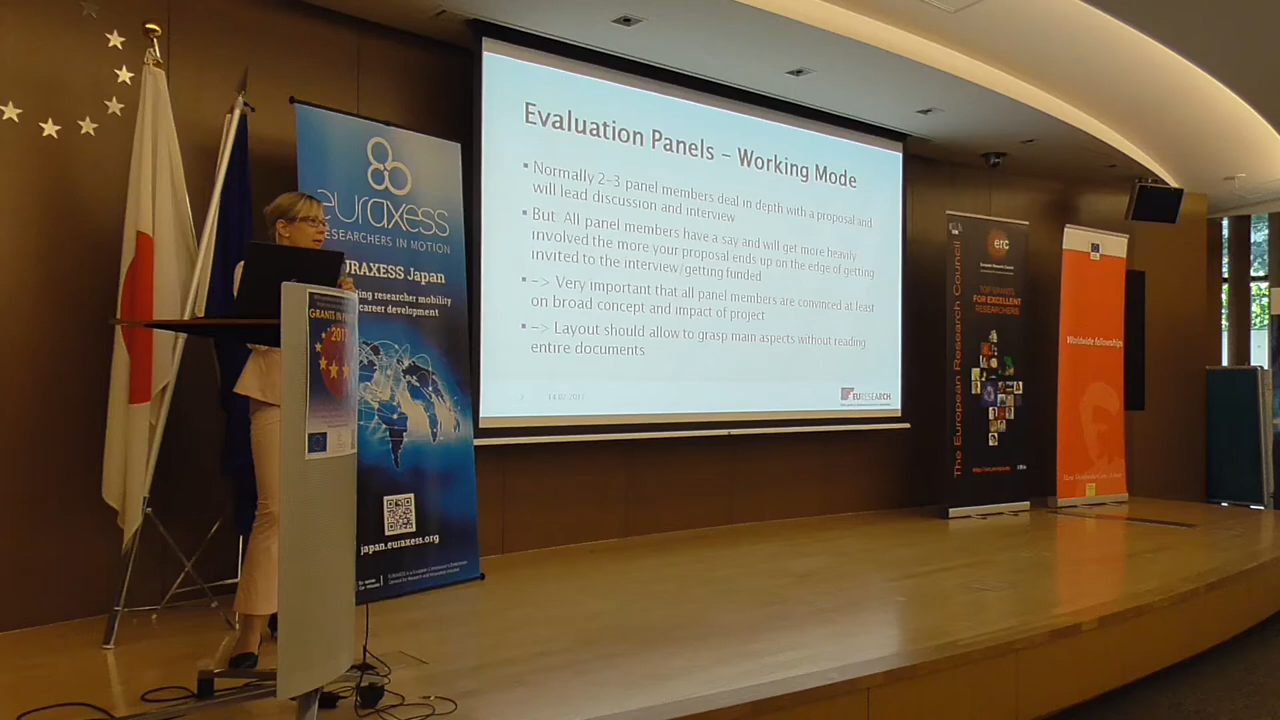 Evaluation Panels – Working Mode
▪ Normally 2-3 panel members deal in depth with a proposal and
will lead discussion and interview
▪ But: All panel members have a say and will get more heavily
involved the more your proposal ends up on the edge of getting
invited to the interview/getting funded
▪ –> Very important that all panel members are convinced at least
on broad concept and impact of project
▪ –> Layout should allow to grasp main aspects without reading
entire documents
EURESEARCH
euraxess
RESEARCHERS IN MOTION
URAXESS Japan
ing researcher mobility
career development
japan.euraxess.org
GRANTS IN
The European Research Council
erc
European Research Council
TOP GRANTS
FOR EXCELLENT
RESEARCHERS
Worldwide fellowships